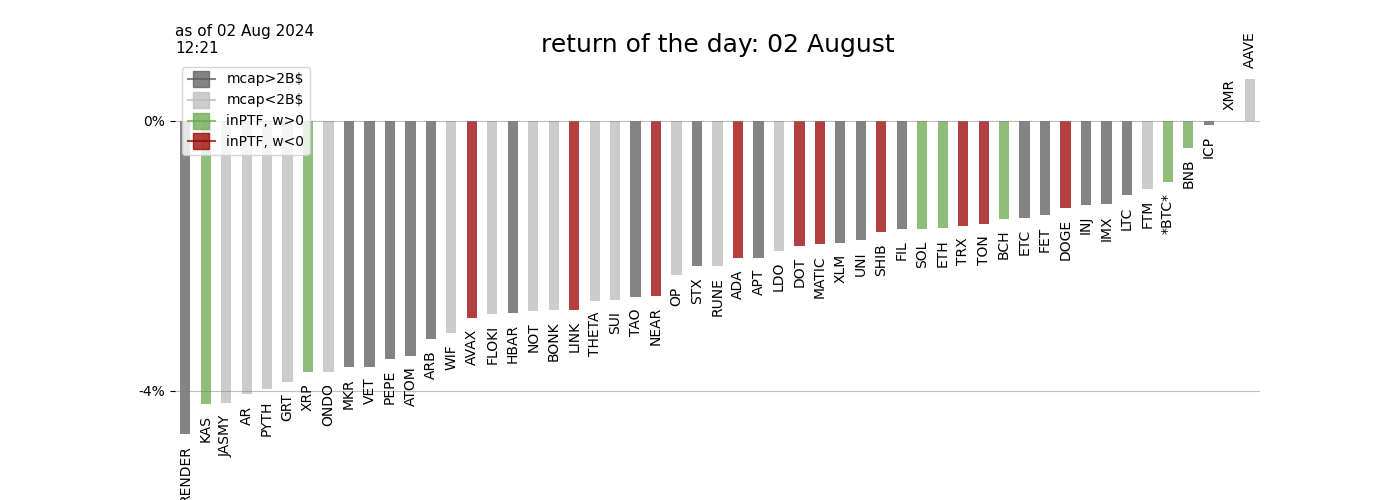 as of 02 Aug 2024
12:21
return of the day: 02 August
mcap>2B$
mcap<2B$
inPTF, w>0
inPTF, w<0
0%
-4%
RENDER
KAS
JASMY
AR
PYTH
GRT
XRP
ONDO
MKR
VET
PEPE
ATOM
ARB
WIF
AVAX
FLOKI
HBAR
NOT
BONK
LINK
THETA
SUI
TAO
NEAR
OP
STX
RUNE
ADA
APT
LDO
DOT
MATIC
XLM
UNI
SHIB
FIL
SOL
ETH
TRX
TON
BCH
ETC
FET
DOGE
INJ
IMX
LTC
FTM
*BTC*
BNB
ICP
XMR
AAVE